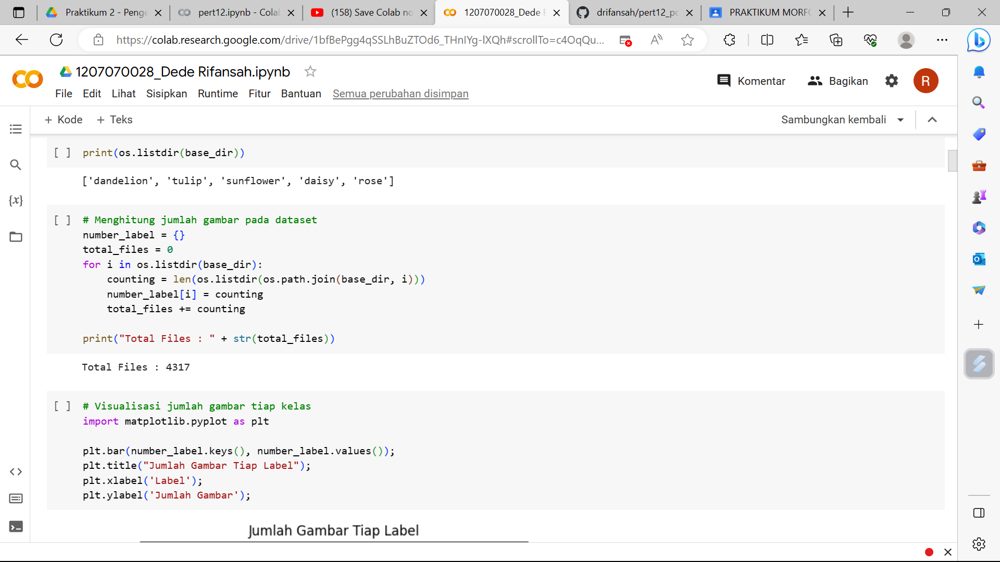 Praktikum 2 - Penge
pert12.ipynb - Colab
(158) Save Colab no
1207070028_Dede R
drifansah/pert12_pc
PRAKTIKUM MORFO
https://colab.research.google.com/drive/1bfBePgg4qSSLhBuZTOd6_THnIYg-lXQh#scrollTo=c4OqQu...
1207070028_Dede Rifansah.ipynb
Komentar
Bagikan
R
File Edit Lihat Sisipkan Runtime Fitur Bantuan Semua perubahan disimpan
+ Kode + Teks
Sambungkan kembali
[ ] print(os.listdir(base_dir))
['dandelion', 'tulip', 'sunflower', 'daisy', 'rose']
[ ] # Menghitung jumlah gambar pada dataset
number_label = {}
total_files = 0
for i in os.listdir(base_dir):
    counting = len(os.listdir(os.path.join(base_dir, i)))
    number_label[i] = counting
    total_files += counting
print("Total Files : " + str(total_files))
Total Files : 4317
[ ] # Visualisasi jumlah gambar tiap kelas
import matplotlib.pyplot as plt
plt.bar(number_label.keys(), number_label.values());
plt.title("Jumlah Gambar Tiap Label");
plt.xlabel('Label');
plt.ylabel('Jumlah Gambar');
Jumlah Gambar Tiap Label